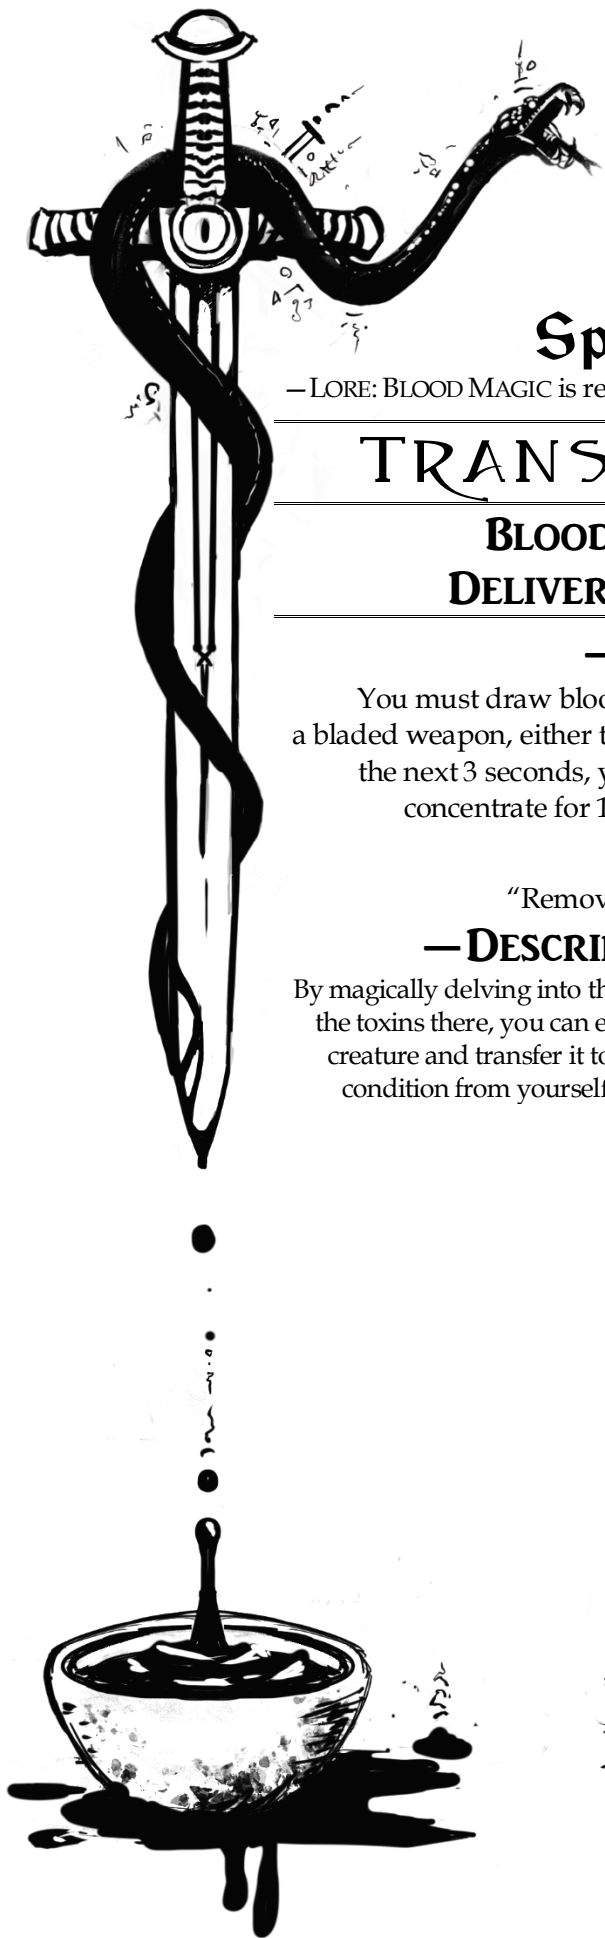 Sp
—LORE: BLOOD MAGIC is re
TRANS
BLOOD
DELIVER
—
You must draw bloo
a bladed weapon, either t
the next 3 seconds, y
concentrate for 1
“Remov
—DESCRI
By magically delving into th
the toxins there, you can e
creature and transfer it to
condition from yourself